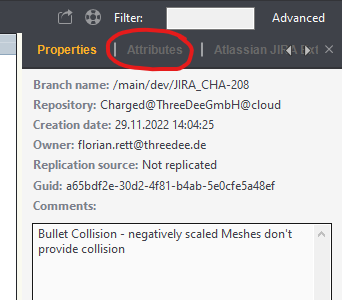 Filter: Advanced
Properties Attributes Atlassian JIRA Ext
Branch name: /main/dev/JIRA_CHA-208
Repository: Charged@ThreeDeeGmbH@cloud
Creation date: 29.11.2022 14:04:25
Owner: florian.rett@threedee.de
Replication source: Not replicated
Guid: a65bdf2e-30d2-4f81-b4ab-5e0cfe5a48ef
Comments:
Bullet Collision - negatively scaled Meshes don't
provide collision